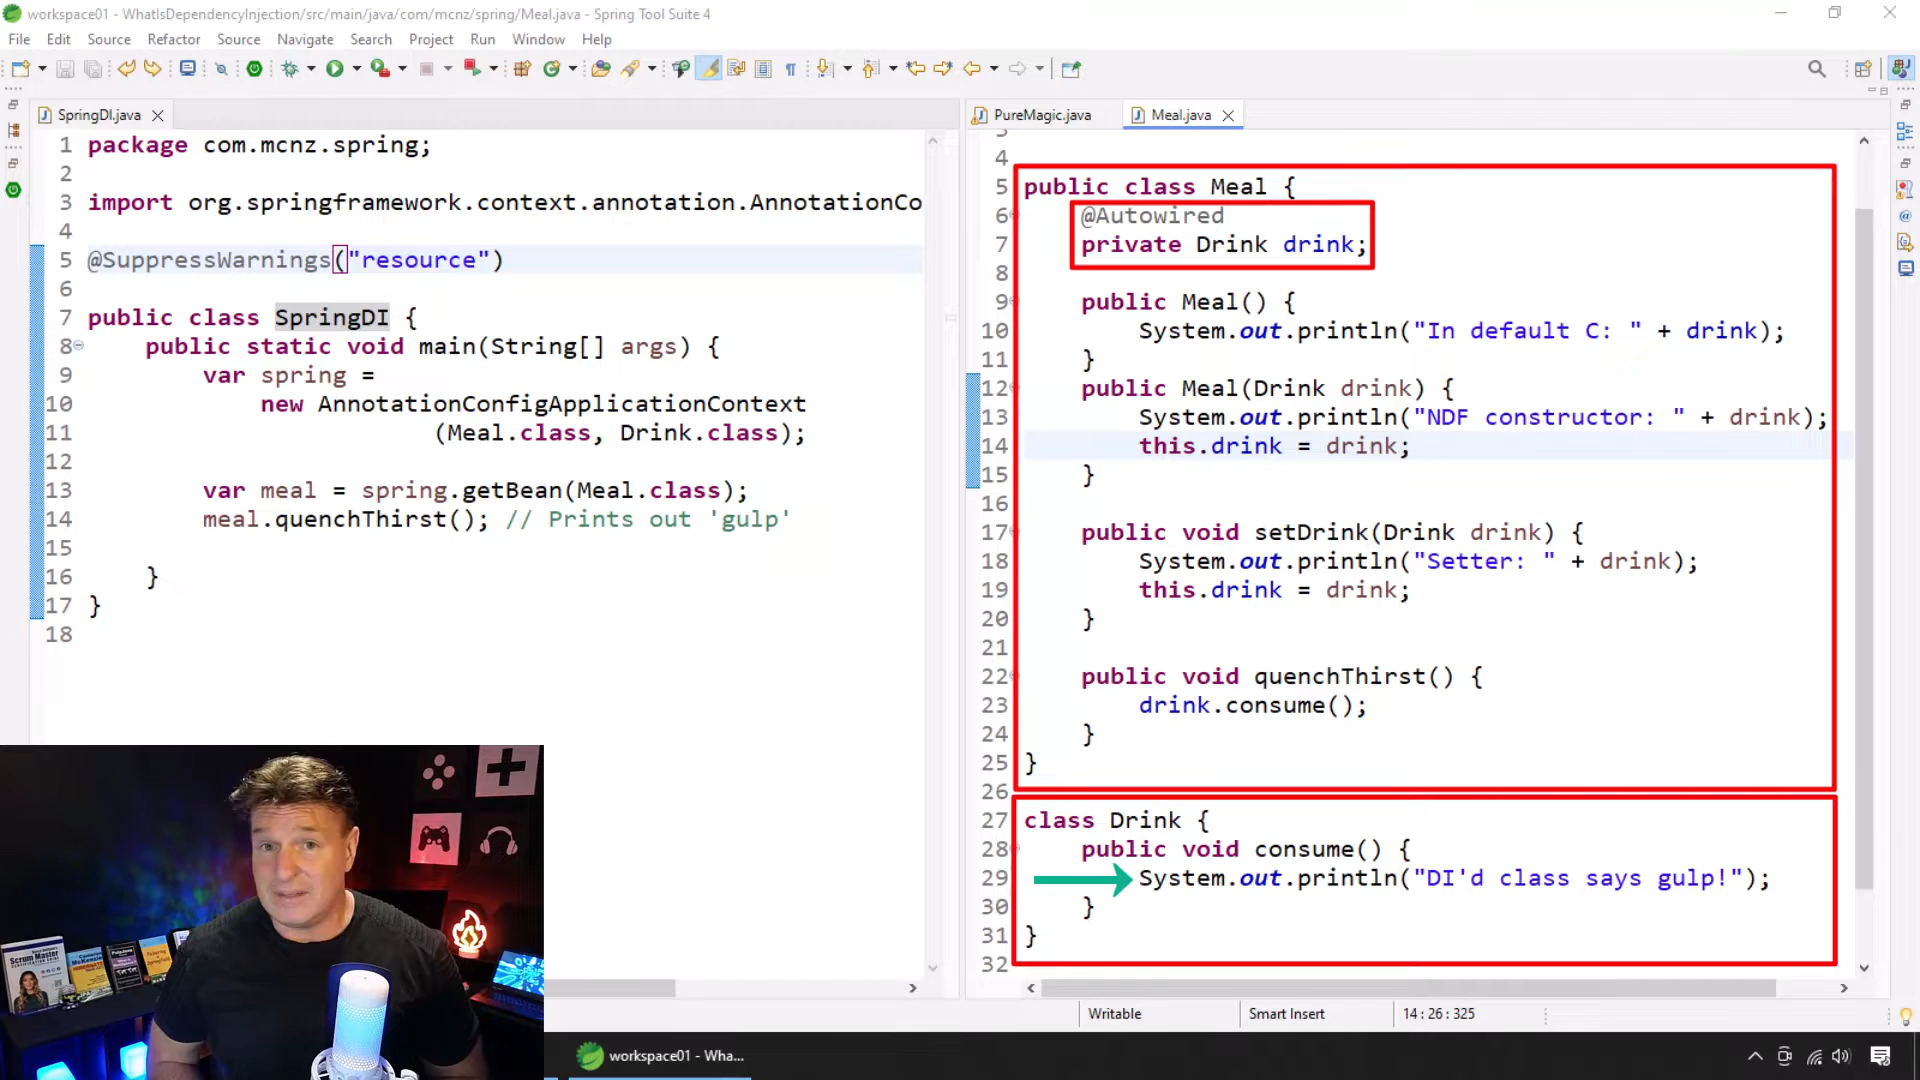 workspace01 - WhatIsDependencyInjection/src/main/java/com/mcnz/spring/Meal.java - Spring Tool Suite 4
File Edit Source Refactor Source Navigate Search Project Run Window Help
SpringDI.java
1 package com.mcnz.spring;
2
3 import org.springframework.context.annotation.AnnotationCo
4
5 @SuppressWarnings("resource")
6
7 public class SpringDI {
8 public static void main(String[] args) {
9 var spring =
10 new AnnotationConfigApplicationContext
11 (Meal.class, Drink.class);
12
13 var meal = spring.getBean(Meal.class);
14 meal.quenchThirst(); // Prints out 'gulp'
15
16 }
17 }
18
PureMagic.java Meal.java
4
5 public class Meal {
6 @Autowired
7 private Drink drink;
8
9 public Meal() {
10 System.out.println("In default C: " + drink);
11 }
12 public Meal(Drink drink) {
13 System.out.println("NDF constructor: " + drink);
14 this.drink = drink;
15 }
16
17 public void setDrink(Drink drink) {
18 System.out.println("Setter: " + drink);
19 this.drink = drink;
20 }
21
22 public void quenchThirst() {
23 drink.consume();
24 }
25 }
26
27 class Drink {
28 public void consume() {
29 System.out.println("DI'd class says gulp!");
30 }
31 }
32
Scrum Master
Writable Smart Insert 14 : 26 : 325
workspace01 - Wha...